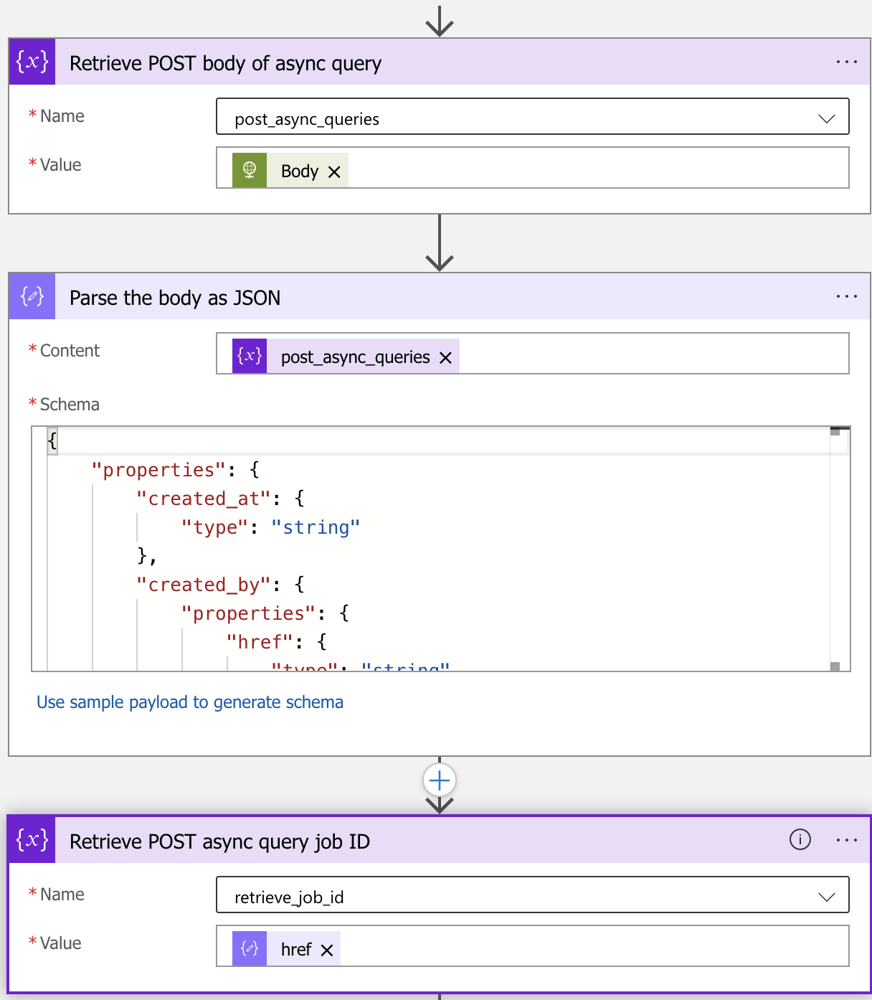 {x} Retrieve POST body of async query ...
* Name post_async_queries
* Value Body ×
Parse the body as JSON ...
* Content {x} post_async_queries ×
* Schema
{
"properties": {
"created_at": {
"type": "string"
},
"created_by": {
"properties": {
"href": {
"type": "string"
Use sample payload to generate schema
{x} Retrieve POST async query job ID i ...
* Name retrieve_job_id
* Value href ×